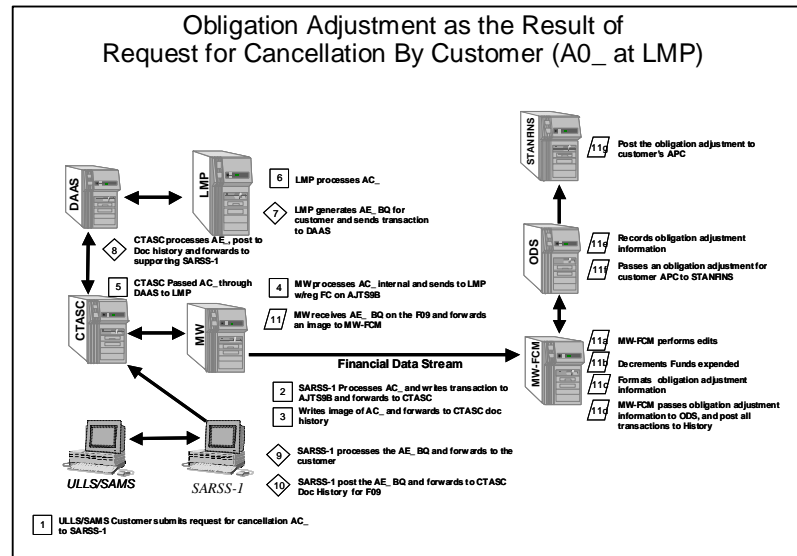 Obligation Adjustment as the Result of
Request for Cancellation By Customer (A0_ at LMP)
STANRNS
11g
Post the obligation adjustment to
customer's APC
DAAS
LMP
6
LMP processes AC_
7
LMP generates AE_ BQ for
customer and sends transaction
to DAAS
8
CTASC processes AE_, post to
Doc history and forwards to
supporting SARSS-1
ODS
11e
Records obligation adjustment
information
11f
Passes an obligation adjustment for
customer APC to STANFINS
5
CTASC Passed AC_ through
DAAS to LMP
4
MW processes AC_ internal and sends to LMP
w/reg FC on AJTS9B
11
MW receives AE_ BQ on the F09 and forwards
an image to MW-FCM
CTASC
MW
Financial Data Stream
MW-FCM
11a
MW-FCM performs edits
11b
Decrements Funds expended
11c
Formats obligation adjustment
information
11d
MW-FCM passes obligation adjustment
information to ODS, and post all
transactions to History
2
SARSS-1 Processes AC_ and writes transaction to
AJTS9B and forwards to CTASC
3
Writes image of AC_ and forwards to CTASC doc
history
9
SARSS-1 processes the AE_ BQ and forwards to the
customer
10
SARSS-1 post the AE_ BQ and forwards to CTASC
Doc History for F09
ULLS/SAMS
SARSS-1
1
ULLS/SAMS Customer submits request for cancellation AC_
to SARSS-1